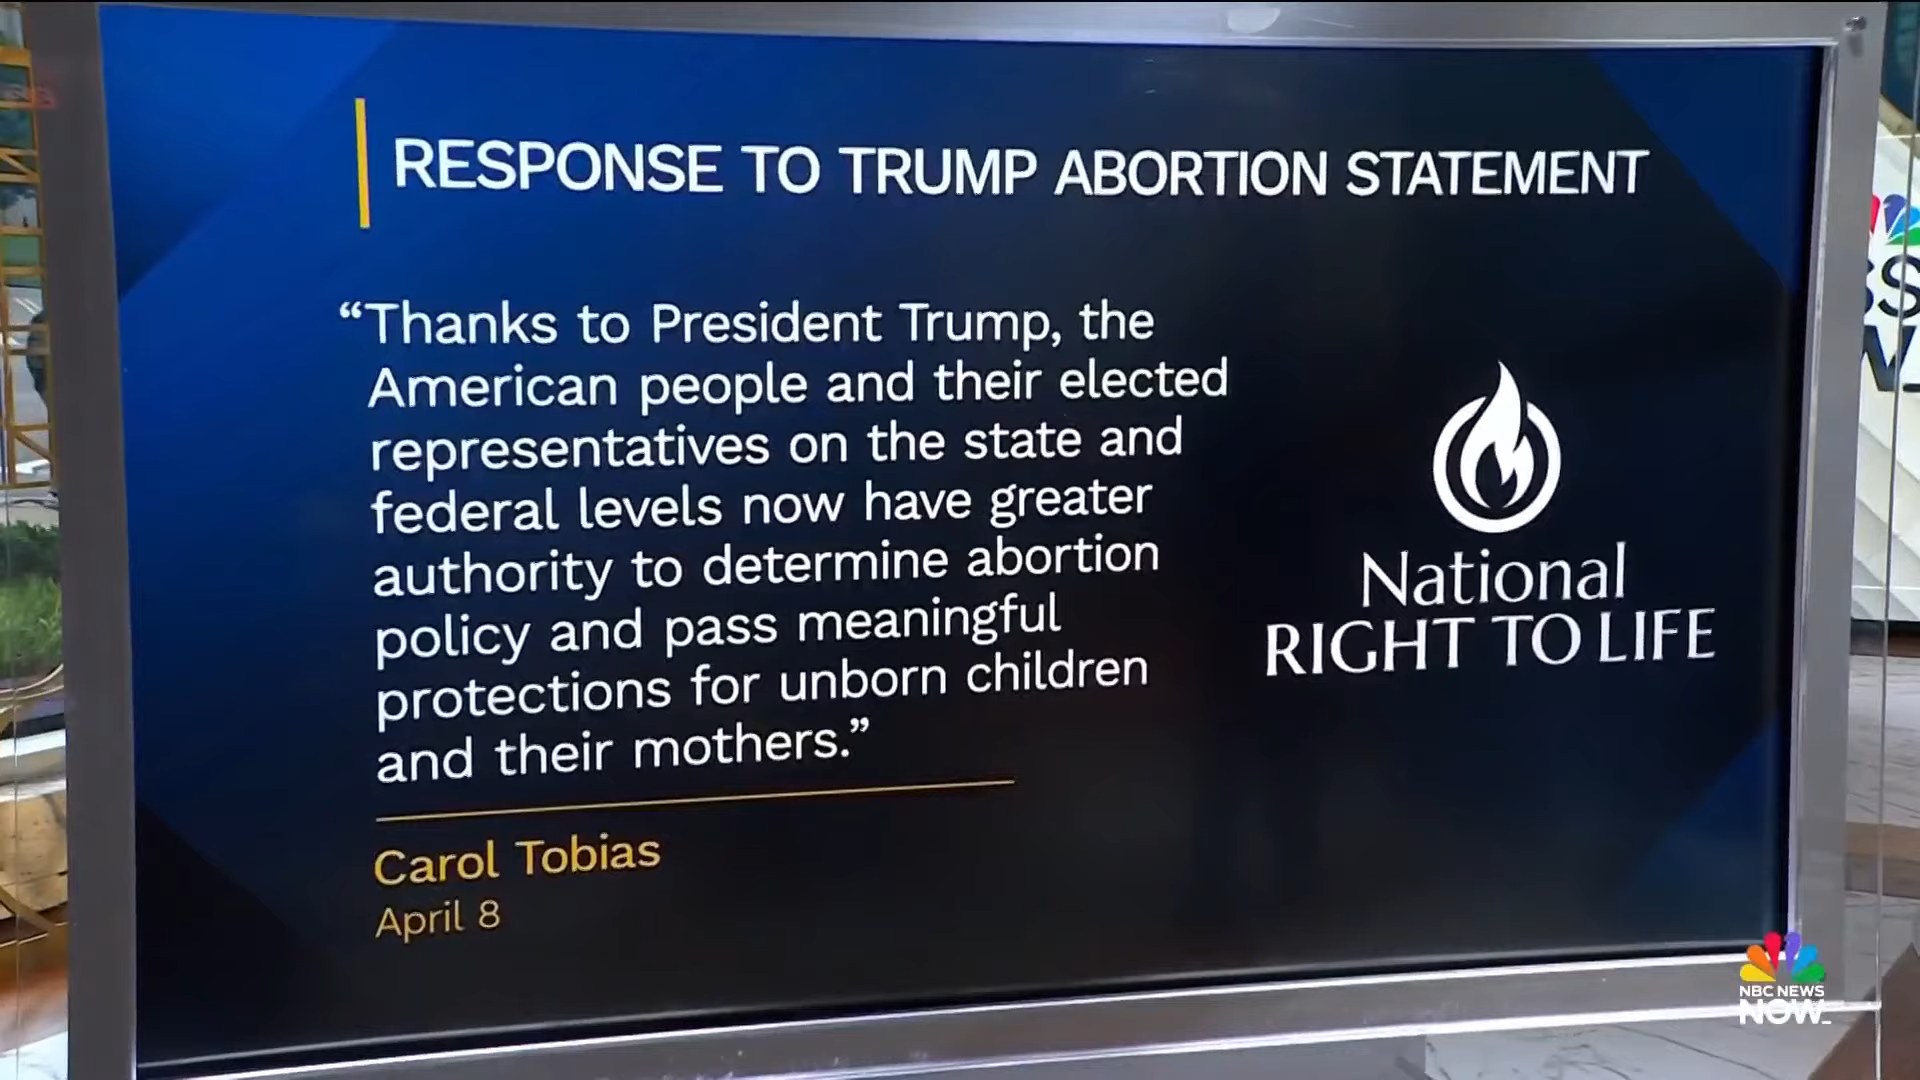 RESPONSE TO TRUMP ABORTION STATEMENT
“Thanks to President Trump, the
American people and their elected
representatives on the state and
federal levels now have greater
authority to determine abortion
policy and pass meaningful
protections for unborn children
and their mothers.”
Carol Tobias
April 8
National
RIGHT TO LIFE
NBC NEWS
NOW